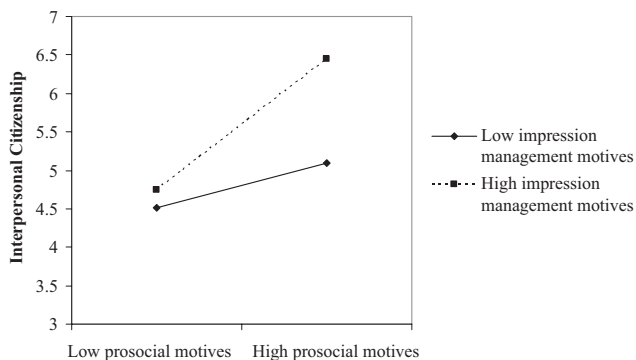 7
6.5
6
5.5
5
4.5
4
3.5
3
Interpersonal Citizenship
Low prosocial motives
High prosocial motives
Low impression
management motives
High impression
management motives